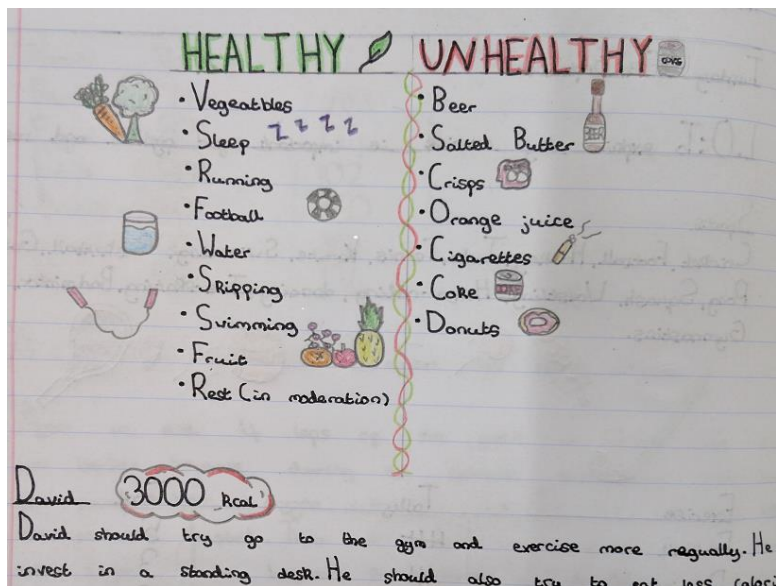 HEALTHY
UNHEALTHY
COKE
• Vegeatbles
• Sleep z z z z
• Running
• Football
• Water
• Skipping
• Swimming
• Fruit
• Rest (in moderation)
• Beer
BEER
• Salted Butter
• Crisps
• Orange juice
• Cigarettes
• Coke
• Donuts
David 3000 kcal
David should try go to the gym and exercise more regually. He
invest in a standing desk. He should also try to eat less